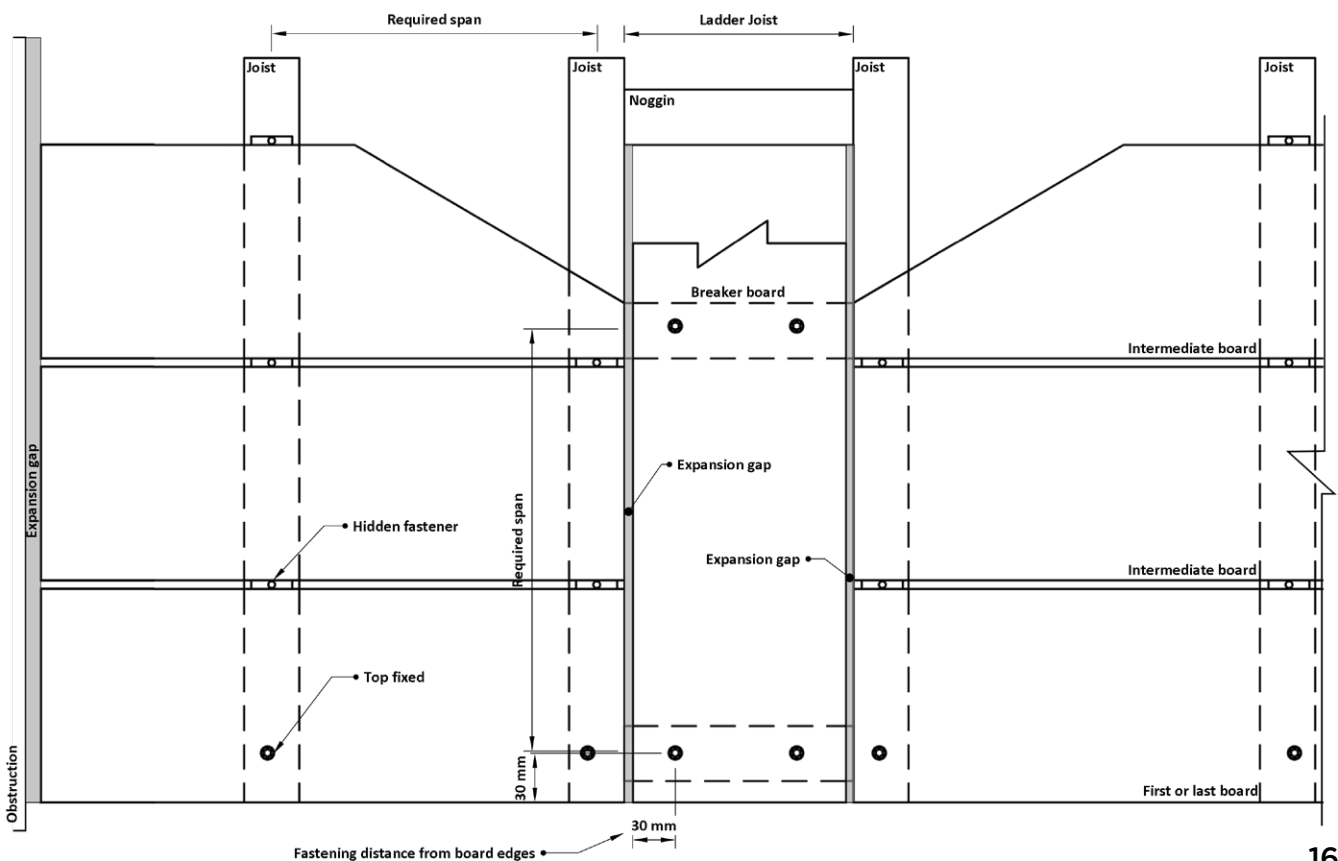 Required span
Ladder Joist
Joist
Joist
Joist
Joist
Noggin
Breaker board
Intermediate board
Expansion gap
Expansion gap
Required span
Hidden fastener
Expansion gap
Intermediate board
Top fixed
Obstruction
30 mm
First or last board
30 mm
Fastening distance from board edges
16